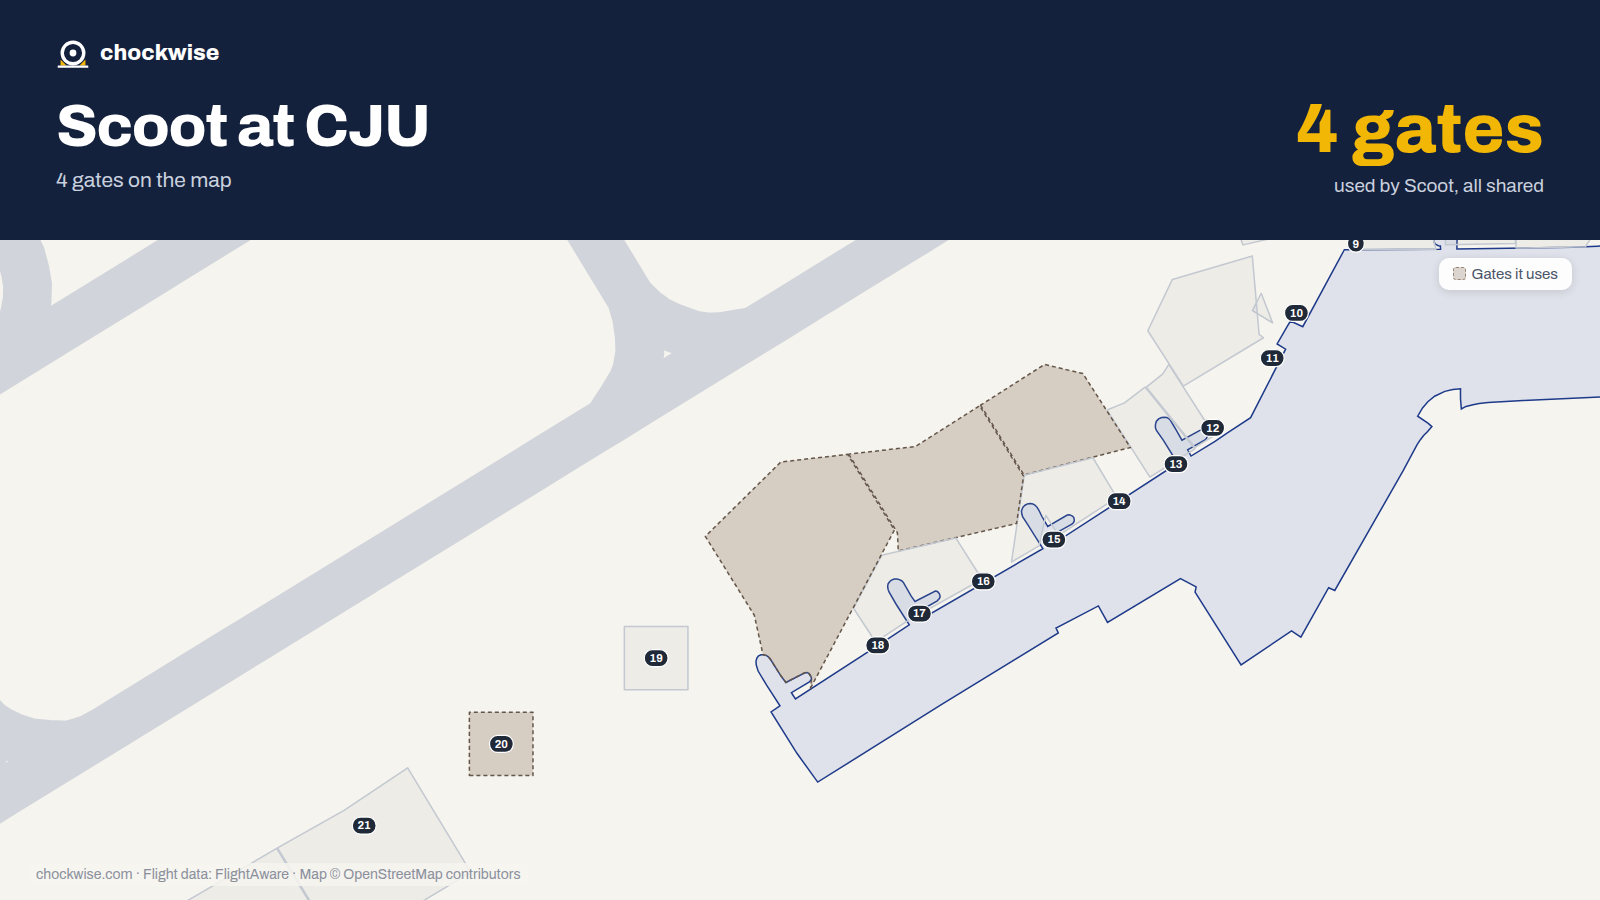 chockwise
Scoot at CJU
4 gates on the map
4 gates
used by Scoot, all shared
9
Gates it uses
10
11
12
13
14
15
16
17
18
19
20
21
chockwise.com · Flight data: FlightAware · Map © OpenStreetMap contributors